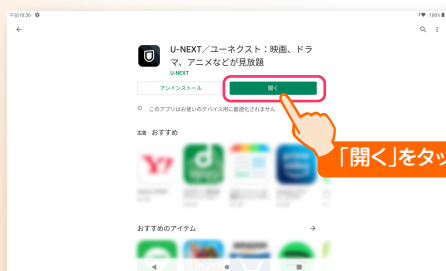 午前10:30
100%
U-NEXT／ユーネクスト：映画、ドラ
マ、アニメなどが見放題
U-NEXT
アンインストール
開く
このアプリはお使いのデバイス用に最適化されません
広告 おすすめ
「開く」をタッ
おすすめのアイテム